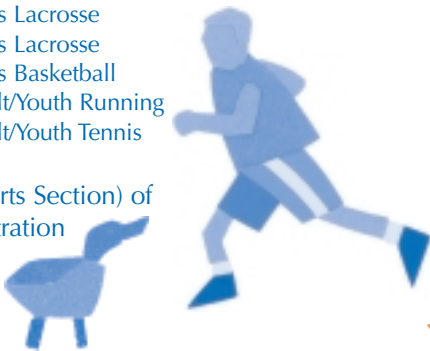 s Lacrosse
s Lacrosse
s Basketball
lt/Youth Running
lt/Youth Tennis
rts Section) of
ration